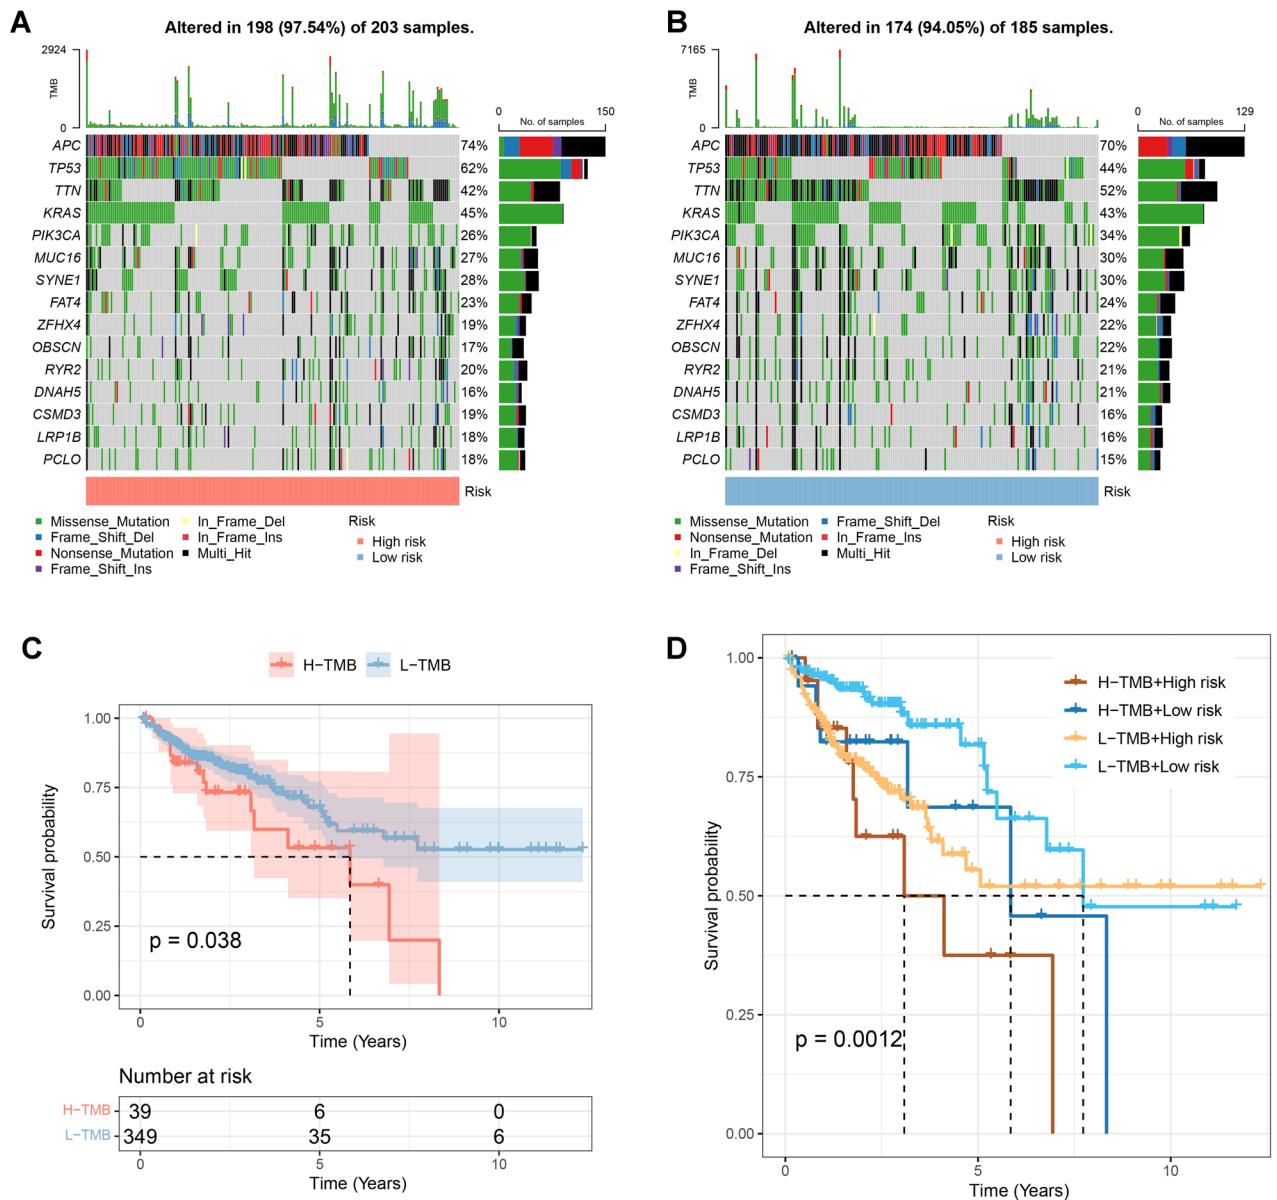 A
Altered in 198 (97.54%) of 203 samples.
2924
TMB
0
0 150
No. of samples
APC 74%
TP53 62%
TTN 42%
KRAS 45%
PIK3CA 26%
MUC16 27%
SYNE1 28%
FAT4 23%
ZFHX4 19%
OBSCN 17%
RYR2 20%
DNAH5 16%
CSMD3 19%
LRP1B 18%
PCLO 18%
Risk
Missense_Mutation In_Frame_Del Risk
Frame_Shift_Del In_Frame_Ins High risk
Nonsense_Mutation Multi_Hit Low risk
Frame_Shift_Ins
B
Altered in 174 (94.05%) of 185 samples.
7165
TMB
0
0 129
No. of samples
APC 70%
TP53 44%
TTN 52%
KRAS 43%
PIK3CA 34%
MUC16 30%
SYNE1 30%
FAT4 24%
ZFHX4 22%
OBSCN 22%
RYR2 21%
DNAH5 21%
CSMD3 16%
LRP1B 16%
PCLO 15%
Risk
Missense_Mutation Frame_Shift_Del Risk
Nonsense_Mutation In_Frame_Ins High risk
In_Frame_Del Multi_Hit Low risk
Frame_Shift_Ins
C
H−TMB L−TMB
1.00
0.75
0.50
0.25
0.00
Survival probability
p = 0.038
0 5 10
Time (Years)
Number at risk
H−TMB 39 6 0
L−TMB 349 35 6
0 5 10
Time (Years)
D
H−TMB+High risk
H−TMB+Low risk
L−TMB+High risk
L−TMB+Low risk
1.00
0.75
0.50
0.25
0.00
Survival probability
p = 0.0012
0 5 10
Time (Years)